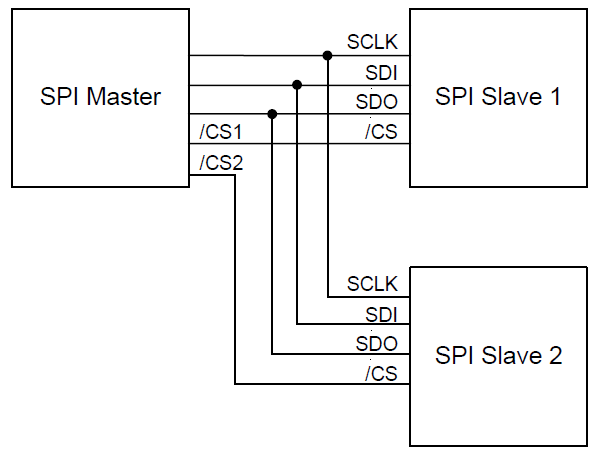 SPI Master
/CS1
/CS2
SCLK
SDI
SDO
/CS
SPI Slave 1
SCLK
SDI
SDO
/CS
SPI Slave 2